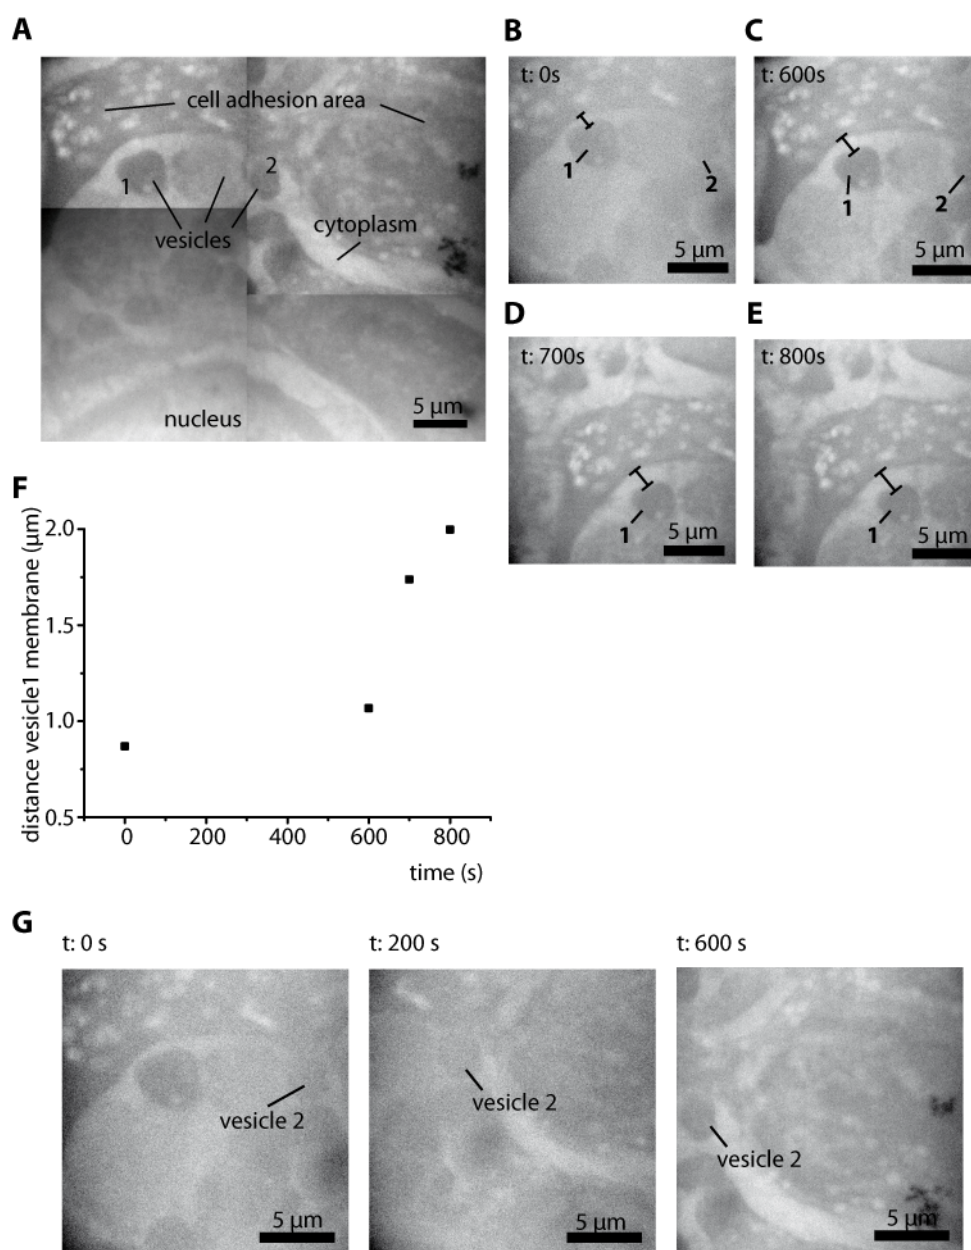 A
cell adhesion area
1
2
vesicles
cytoplasm
nucleus
5 µm
B
t: 0s
1
2
5 µm
C
t: 600s
1
2
5 µm
D
t: 700s
1
5 µm
E
t: 800s
1
5 µm
F
distance vesicle1 membrane (µm)
2.0
1.5
1.0
0.5
0 200 400 600 800
time (s)
G
t: 0 s
vesicle 2
5 µm
t: 200 s
vesicle 2
5 µm
t: 600 s
vesicle 2
5 µm